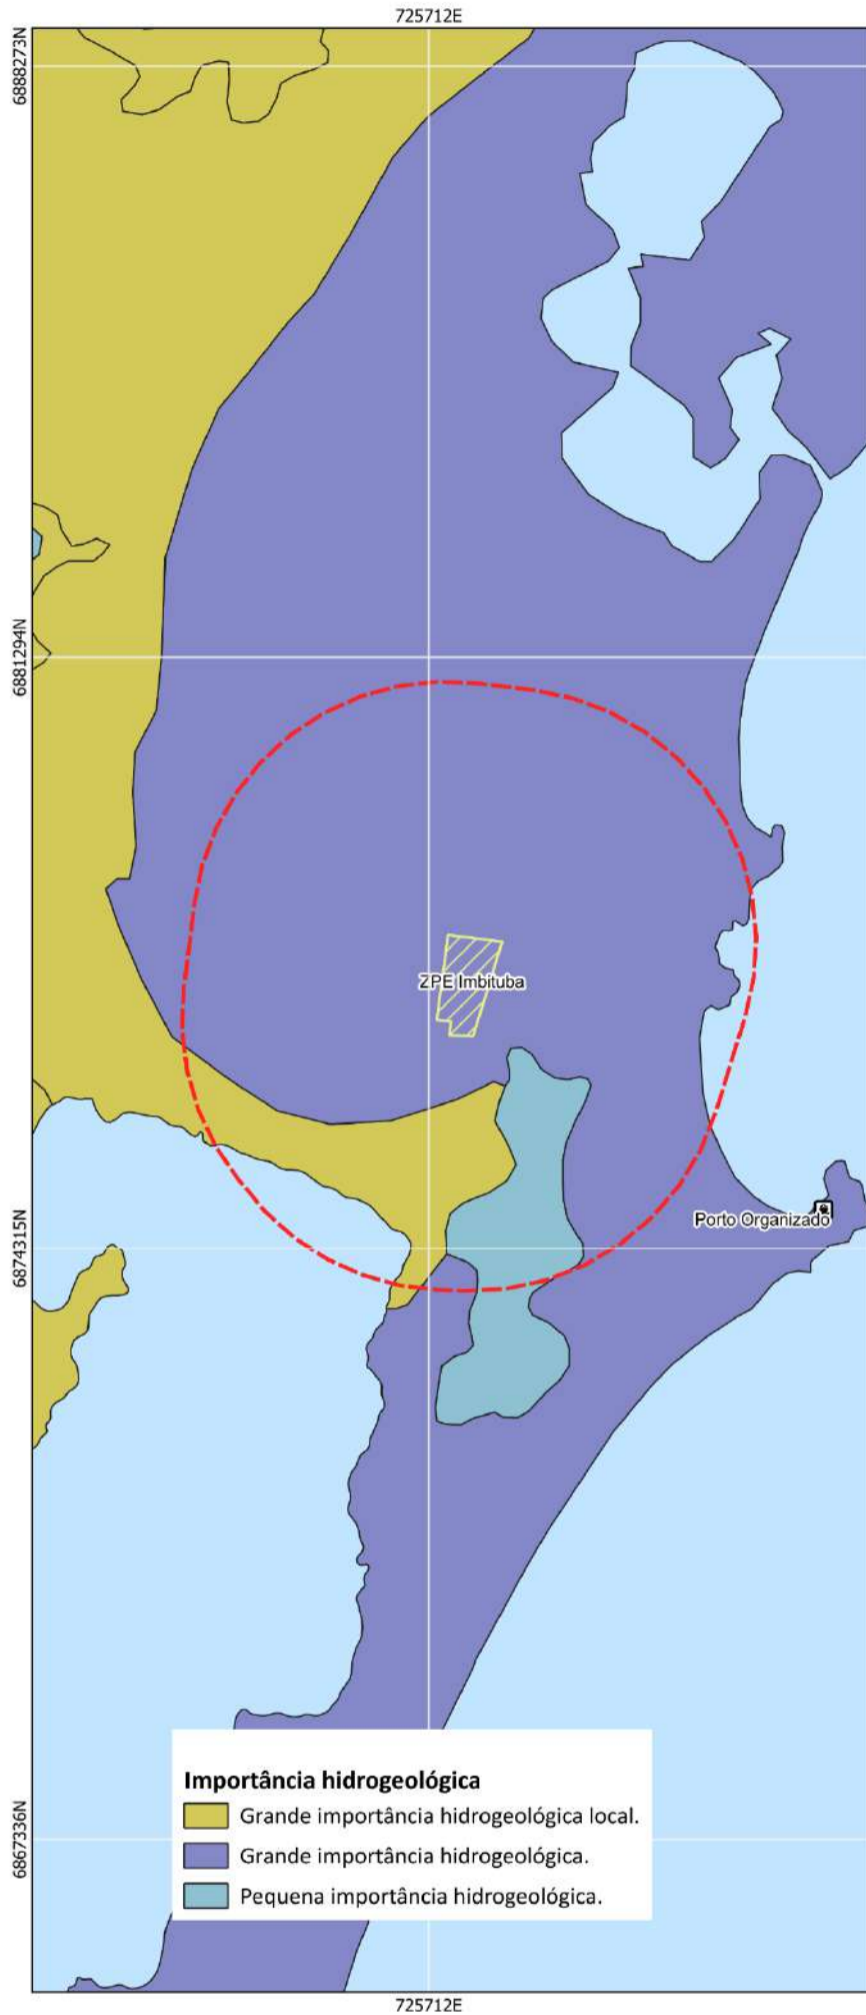 725712E
6888273N
6881294N
ZPE Imbituba
Porto Organizado
6874315N
Importância hidrogeológica
Grande importância hidrogeológica local.
Grande importância hidrogeológica.
Pequena importância hidrogeológica.
6867336N
725712E